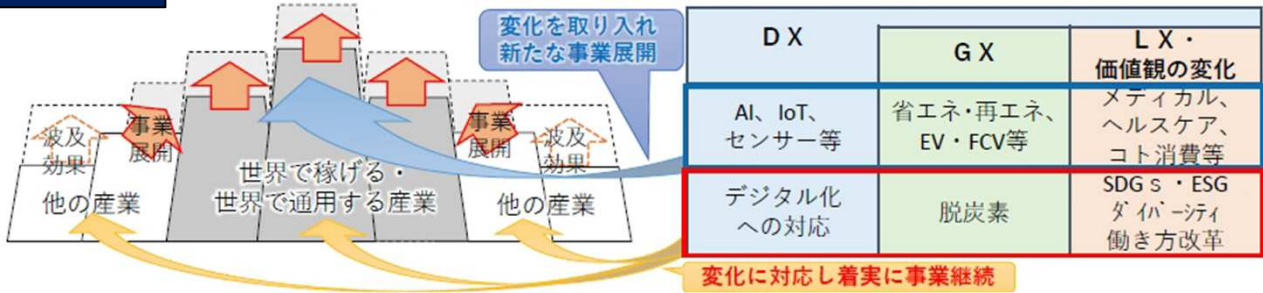 変化を取り入れ
新たな事業展開
波及
効果
事業
展開
事業
展開
波及
効果
世界で稼げる・
世界で通用する産業
他の産業
他の産業
変化に対応し着実に事業継続
DX
GX
LX・
価値観の変化
AI、IoT、
センサー等
省エネ・再エネ、
EV・FCV等
メディカル、
ヘルスケア、
コト消費等
デジタル化
への対応
脱炭素
SDGs・ESG
ダイバーシティ
働き方改革